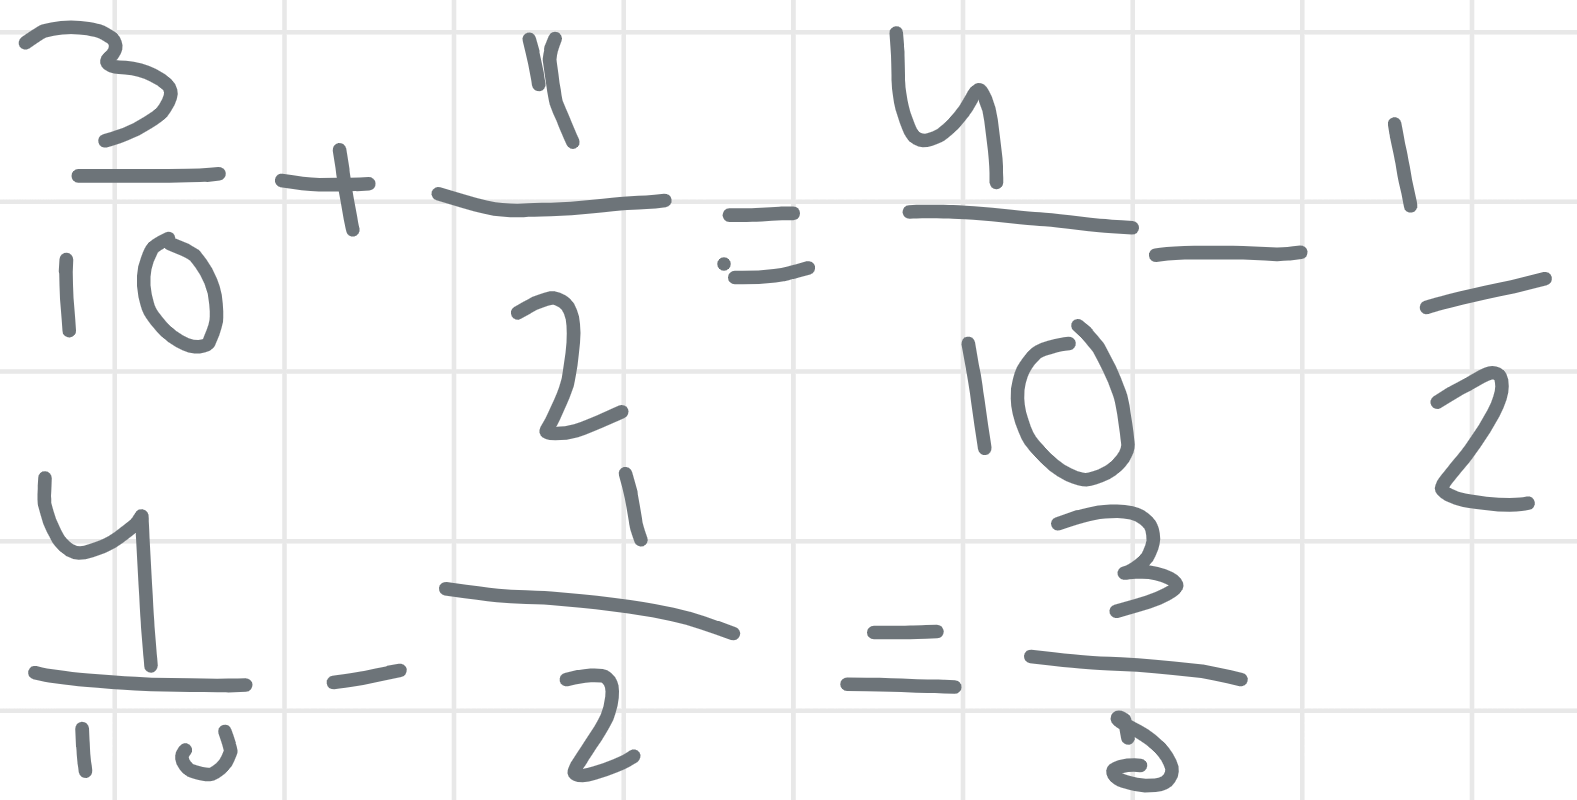 3/10 + 1/2 = 4/10 - 1/2
4/10 - 1/2 = 3/